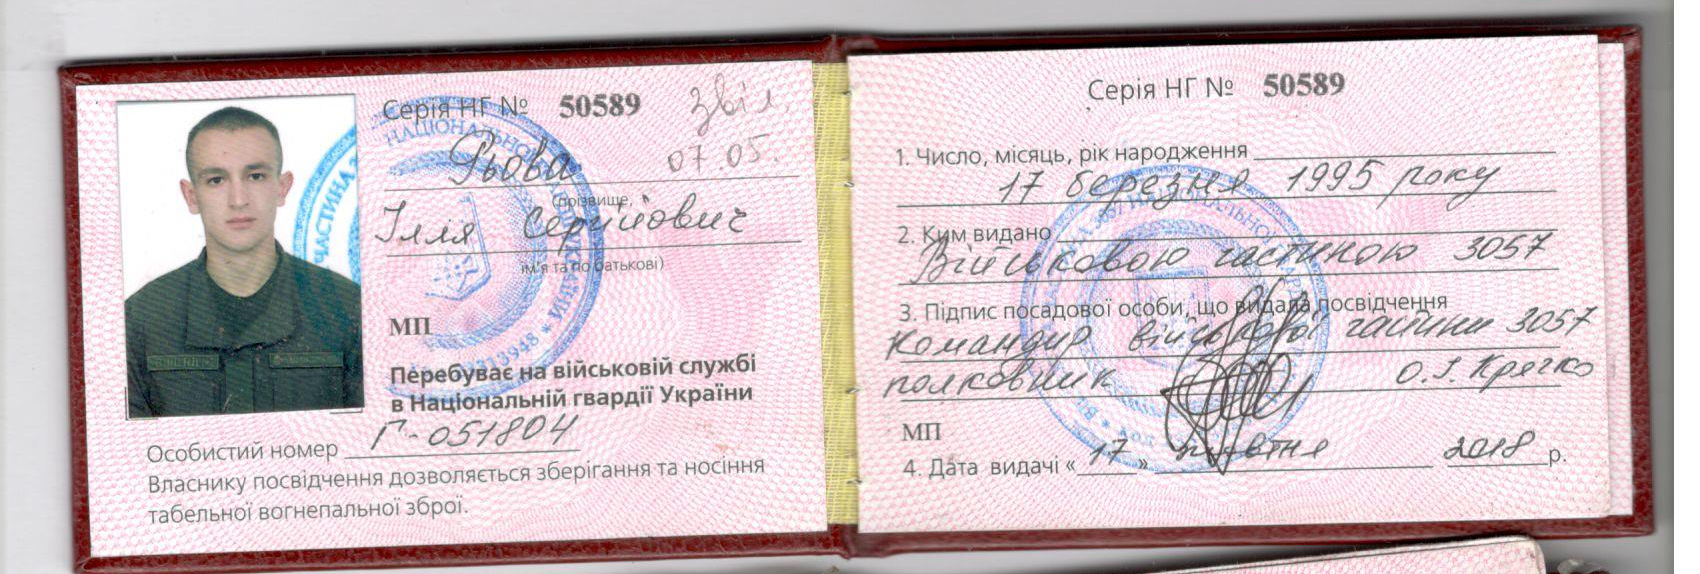 Серія НГ № 50589
Звіл.
07.05.
Рьова
(прізвище,
Ілля Сергійович
ім'я та по батькові)
МП
Перебуває на військовій службі
в Національній гвардії України
Особистий номер Г-051804
Власнику посвідчення дозволяється зберігання та носіння
табельної вогнепальної зброї.
Серія НГ № 50589
1. Число, місяць, рік народження
17 березня 1995 року
2. Ким видано
Військовою частиною 3057
3. Підпис посадової особи, що видала посвідчення
Командир військової частини 3057
полковник О.І. Кречко
МП
4. Дата видачі « 17 » квітня 2018 р.